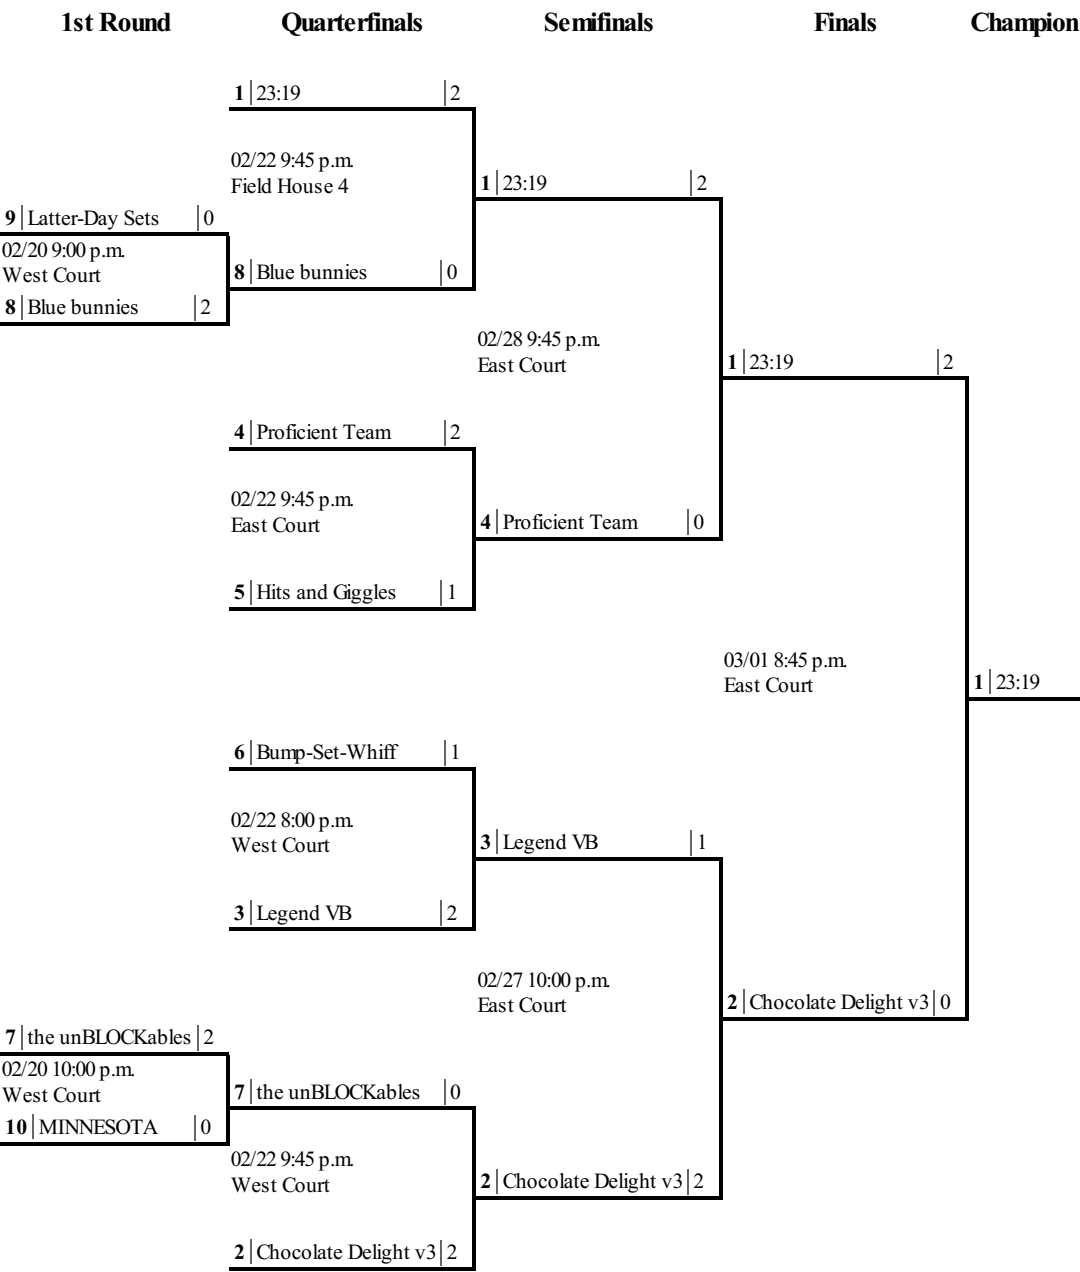 1st Round Quarterfinals Semifinals Finals Champion
1 23:19 2
02/22 9:45 p.m.
Field House 4
1 23:19 2
9 Latter-Day Sets 0
02/20 9:00 p.m.
West Court
8 Blue bunnies 0
8 Blue bunnies 2
02/28 9:45 p.m.
East Court
1 23:19 2
4 Proficient Team 2
02/22 9:45 p.m.
East Court
4 Proficient Team 0
5 Hits and Giggles 1
03/01 8:45 p.m.
East Court
1 23:19
6 Bump-Set-Whiff 1
02/22 8:00 p.m.
West Court
3 Legend VB 1
3 Legend VB 2
02/27 10:00 p.m.
East Court
2 Chocolate Delight v3 0
7 the unBLOCKables 2
02/20 10:00 p.m.
West Court
7 the unBLOCKables 0
10 MINNESOTA 0
02/22 9:45 p.m.
West Court
2 Chocolate Delight v3 2
2 Chocolate Delight v3 2